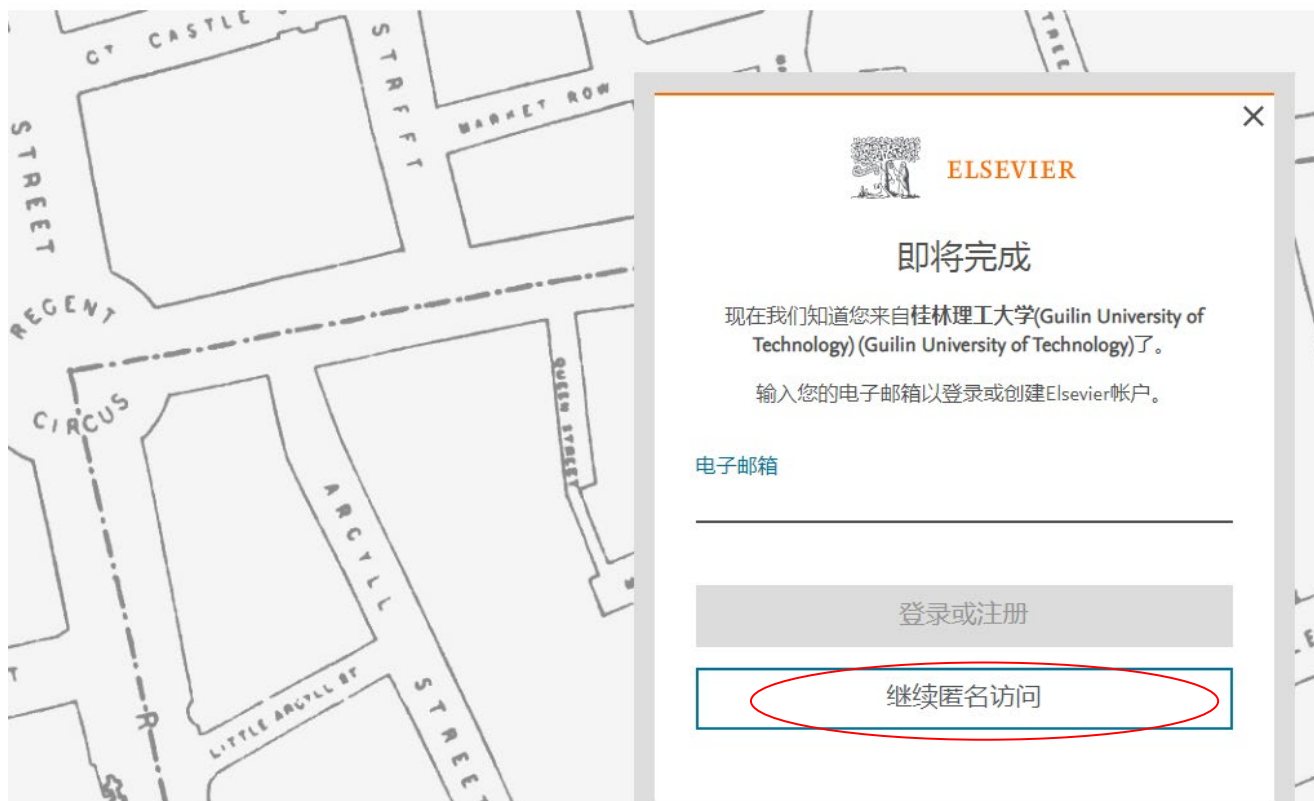 GT CASTLE
STREET
MARKET ROW
STREET
REGENT
CIRCUS
QUEEN STREET
ARGYLL
STREET
LITTLE ARGYLL ST
R
ELSEVIER
即将完成
现在我们知道您来自桂林理工大学(Guilin University of
Technology) (Guilin University of Technology)了。
输入您的电子邮箱以登录或创建Elsevier帐户。
电子邮箱
登录或注册
继续匿名访问